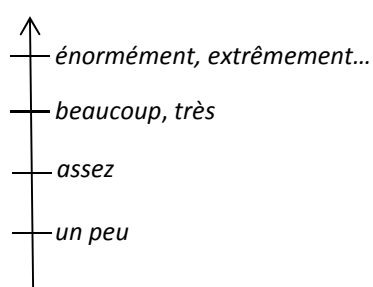 énormément, extrêmement…
beaucoup, très
assez
un peu